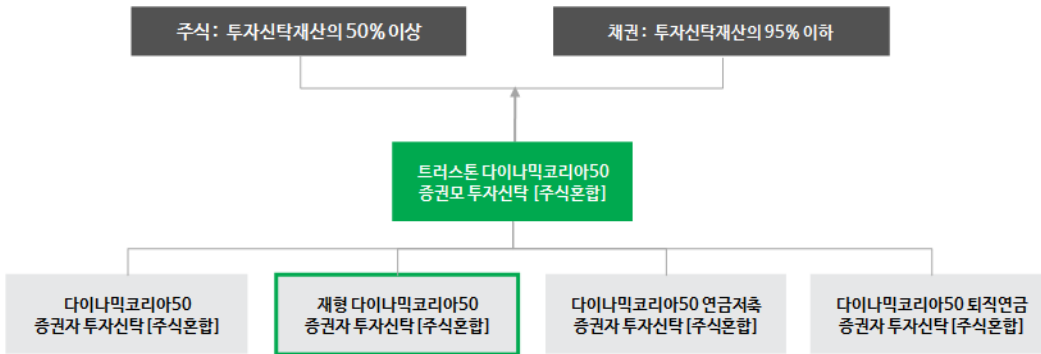 주식: 투자신탁재산의 50% 이상
채권: 투자신탁재산의 95% 이하
트러스톤 다이나믹코리아50
증권모 투자신탁 [주식혼합]
다이나믹코리아50
증권자 투자신탁 [주식혼합]
재형 다이나믹코리아50
증권자 투자신탁 [주식혼합]
다이나믹코리아50 연금저축
증권자 투자신탁 [주식혼합]
다이나믹코리아50 퇴직연금
증권자 투자신탁 [주식혼합]